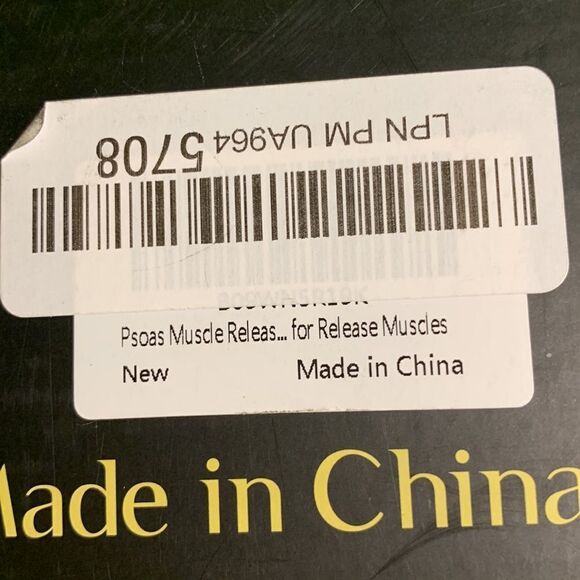 LPN PM UA964 5708
Psoas Muscle Releas... for Release Muscles
New Made in China
Made in China